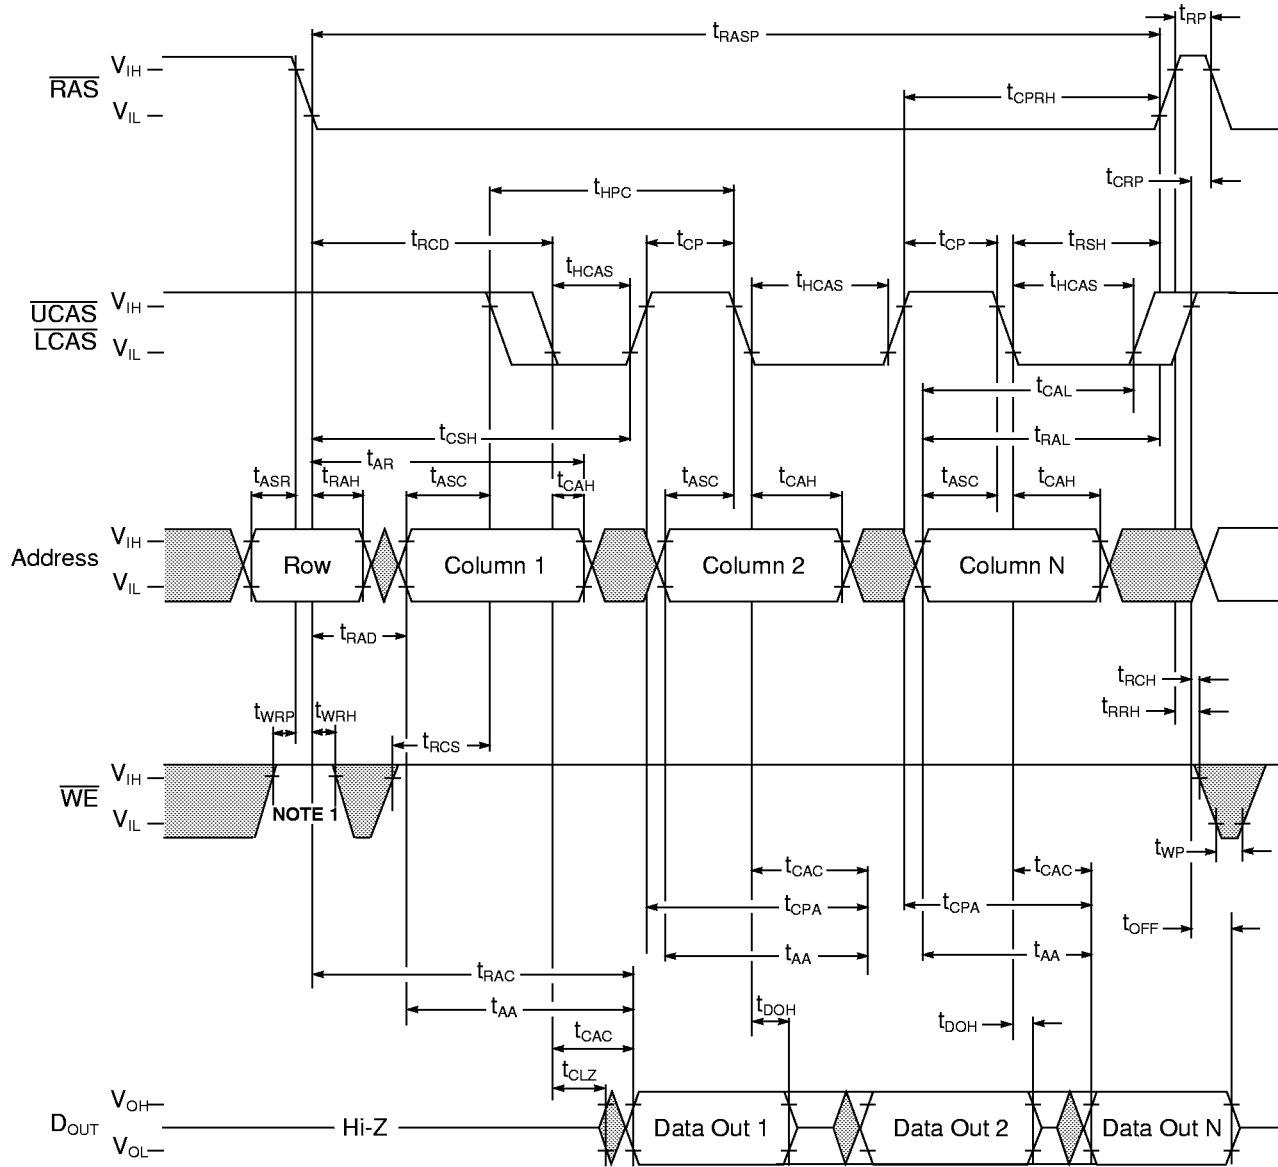 tRP
tRASP
VIH
RAS
tCPRH
VIL
tCRP
tHPC
tRCD tCP tCP tRSH
tHCAS tHCAS tHCAS
UCAS VIH
LCAS VIL
tCAL
tCSH tRAL
tAR
tASR tRAH tASC tCAH tASC tCAH tASC tCAH
VIH
Address Row Column 1 Column 2 Column N
VIL
tRAD
tRCH
tRRH
tWRP tWRH
tRCS
VIH
WE NOTE 1
VIL
tWP
tCAC tCAC
tCPA tCPA
tOFF
tAA tAA
tRAC
tAA tDOH tDOH
tCAC
tCLZ
VOH
DOUT Hi-Z Data Out 1 Data Out 2 Data Out N
VOL